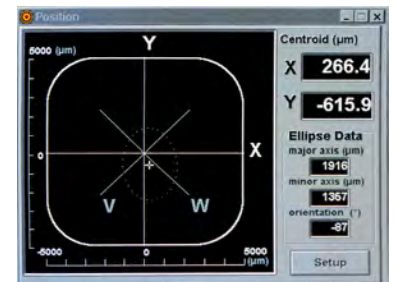 Position
5000 (µm)
Y
0
X
V
W
-5000
0
5000
(µm)
Centroid (µm)
X 266.4
Y -615.9
Ellipse Data
major axis (µm)
1916
minor axis (µm)
1367
orientation (°)
-87
Setup